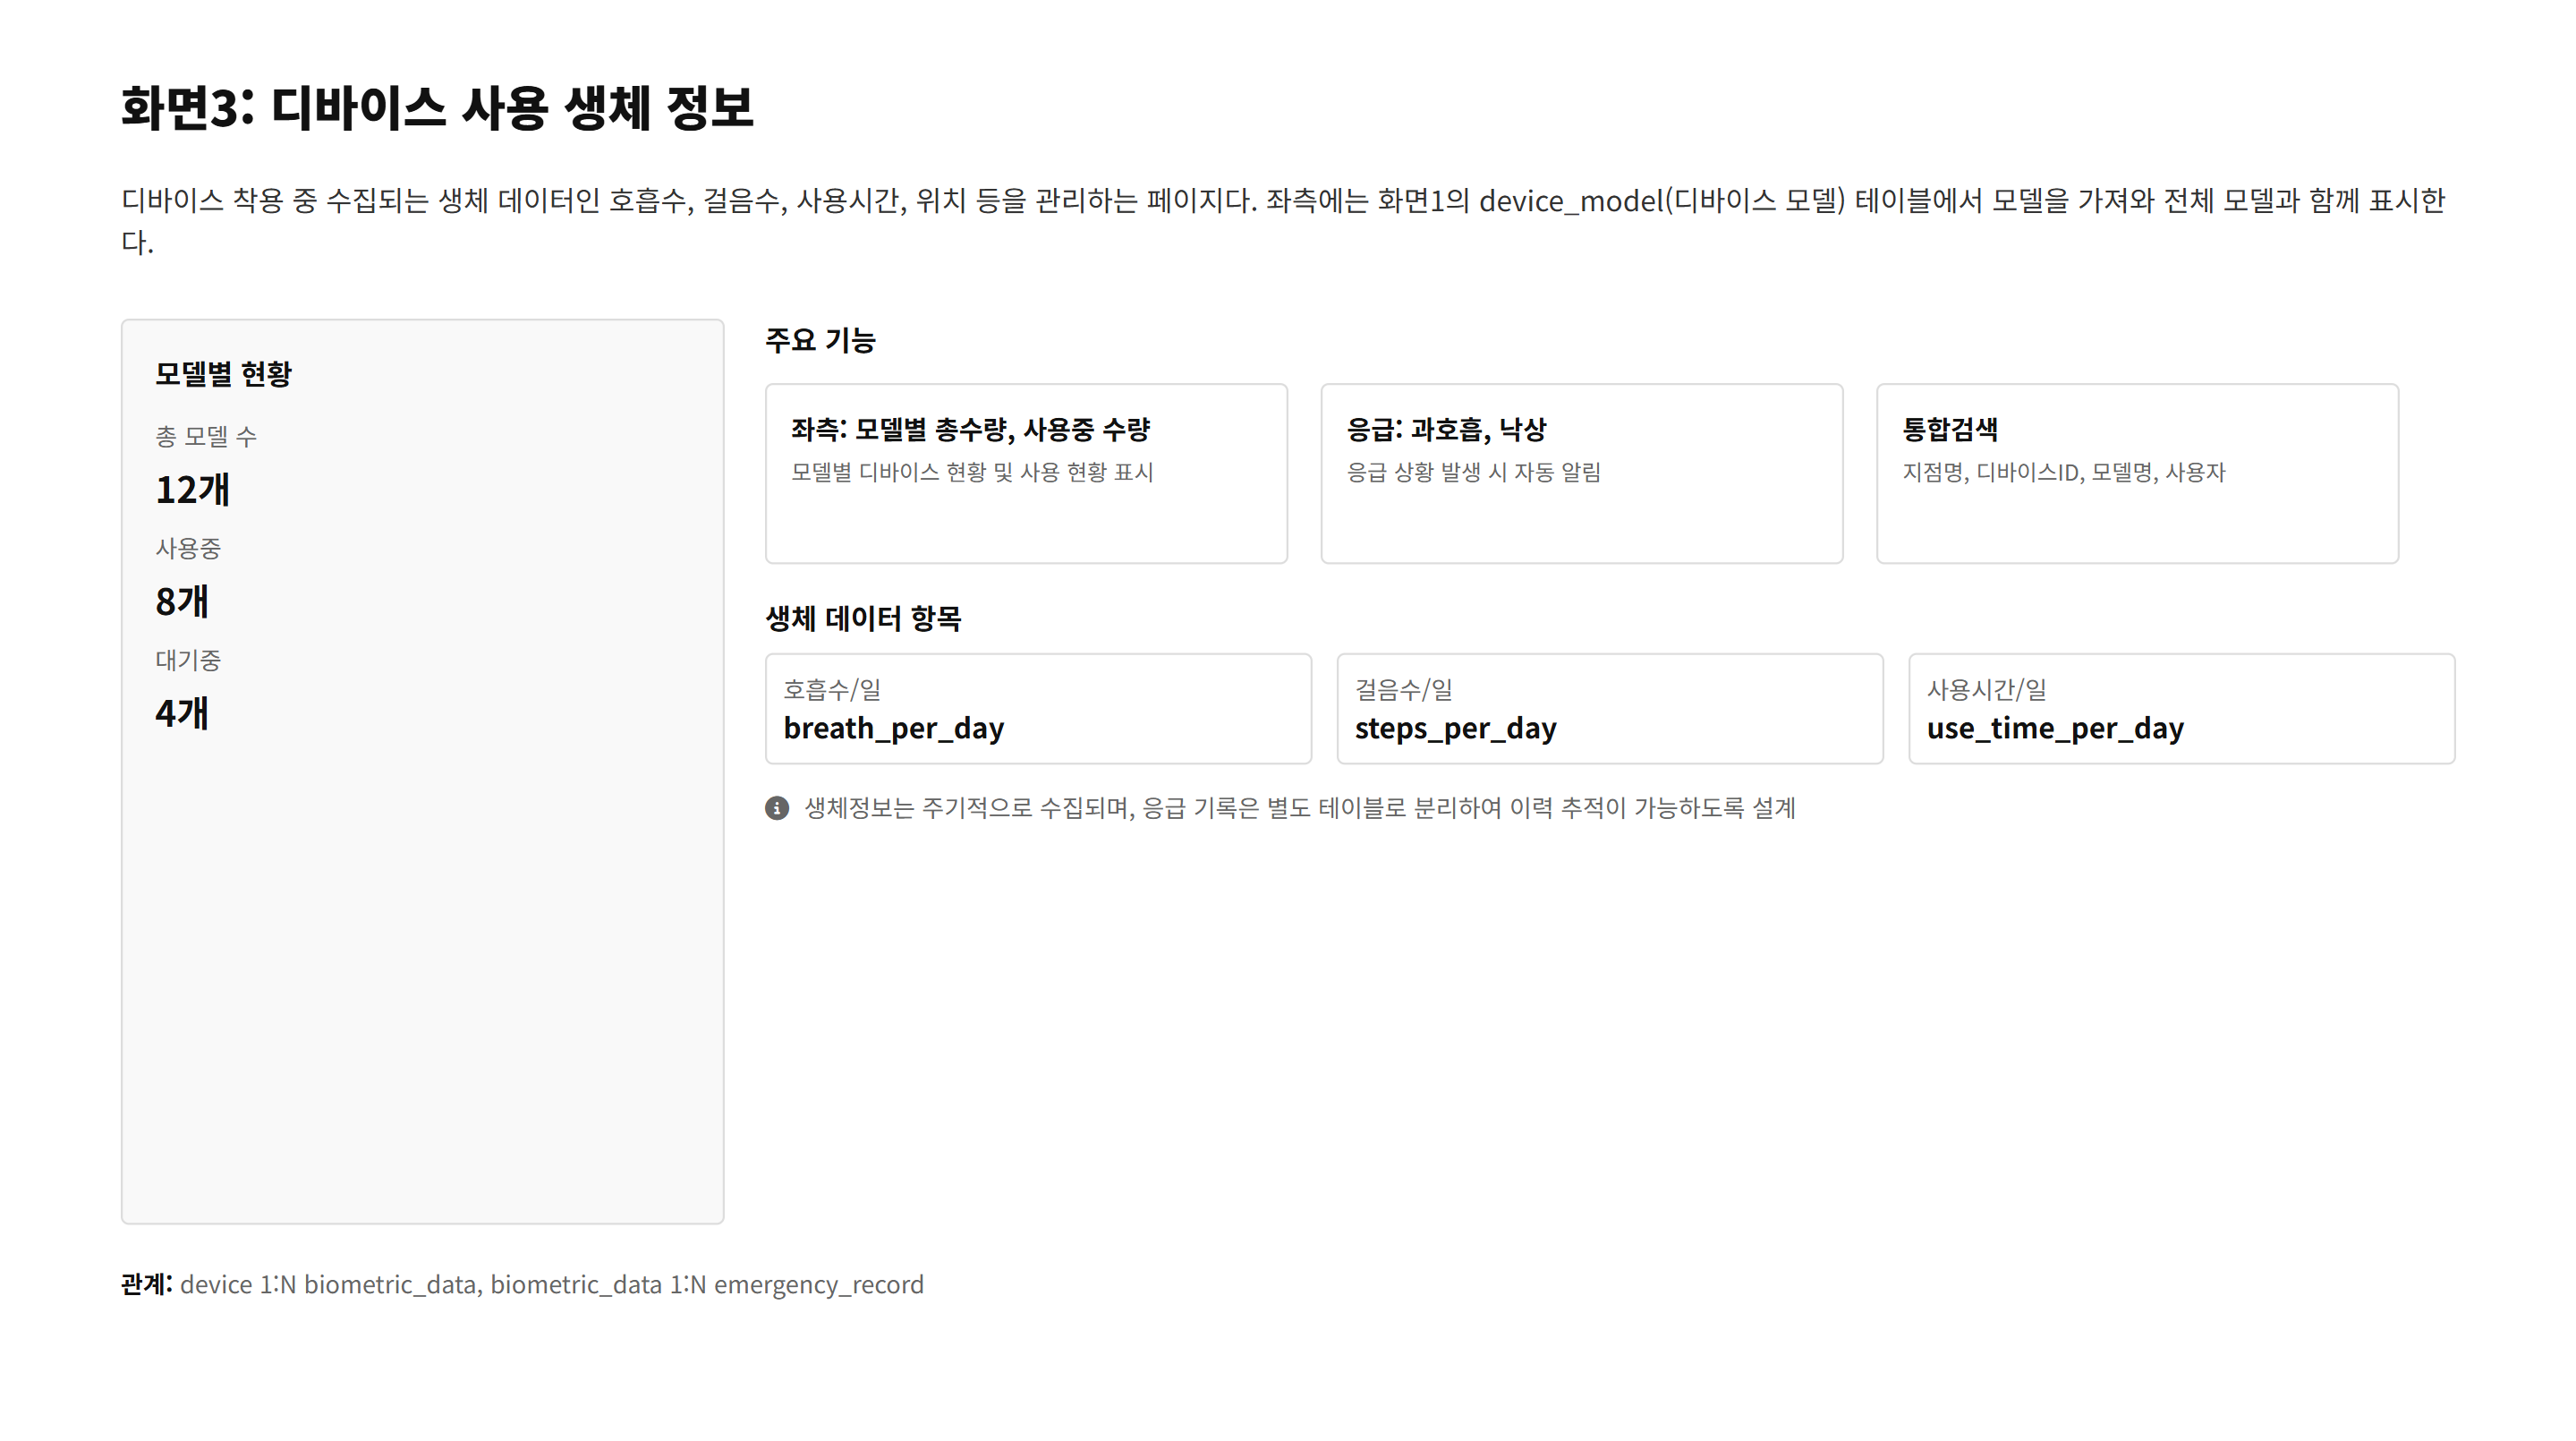 화면3: 디바이스 사용 생체 정보
디바이스 착용 중 수집되는 생체 데이터인 호흡수, 걸음수, 사용시간, 위치 등을 관리하는 페이지다. 좌측에는 화면1의 device_model(디바이스 모델) 테이블에서 모델을 가져와 전체 모델과 함께 표시한
다.
모델별 현황
총 모델 수
12개
사용중
8개
대기중
4개
주요 기능
좌측: 모델별 총수량, 사용중 수량
모델별 디바이스 현황 및 사용 현황 표시
응급: 과호흡, 낙상
응급 상황 발생 시 자동 알림
통합검색
지점명, 디바이스ID, 모델명, 사용자
생체 데이터 항목
호흡수/일
breath_per_day
걸음수/일
steps_per_day
사용시간/일
use_time_per_day
생체정보는 주기적으로 수집되며, 응급 기록은 별도 테이블로 분리하여 이력 추적이 가능하도록 설계
관계: device 1:N biometric_data, biometric_data 1:N emergency_record